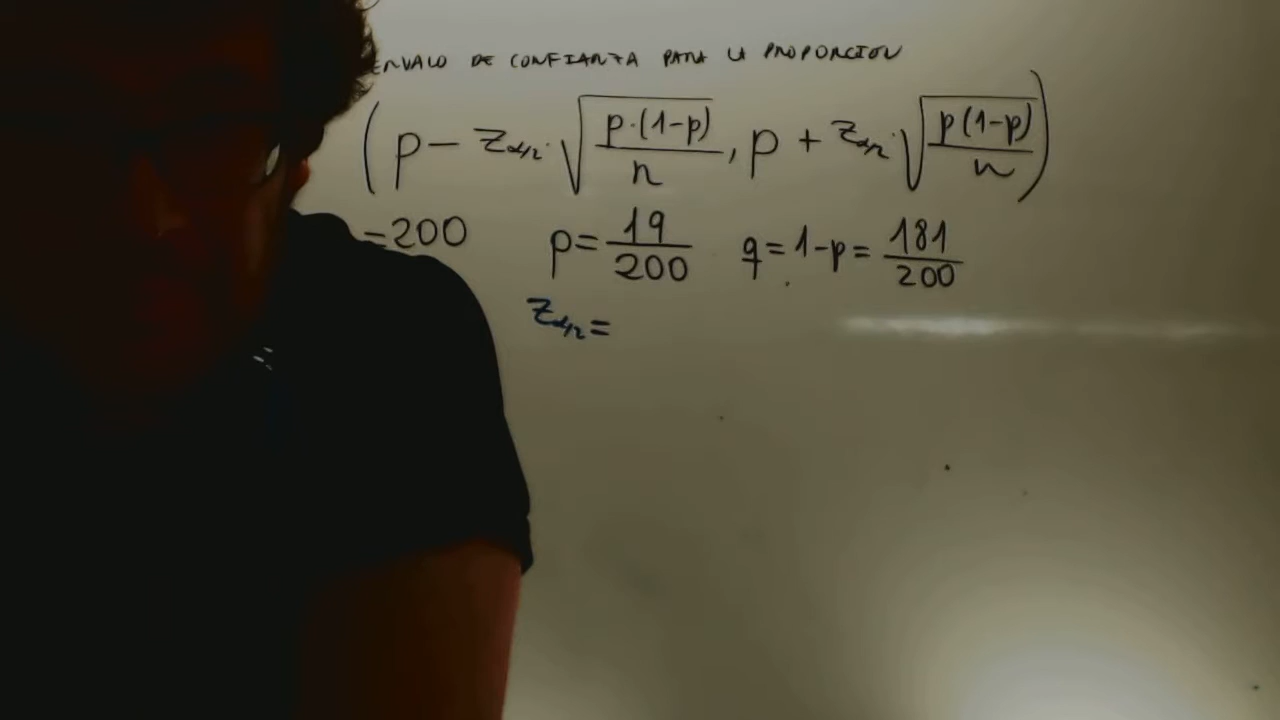 ERVALO DE CONFIANZA PARA LA PROPORCION
(p - z_{α/2} · √(p·(1-p)/n), p + z_{α/2} · √(p(1-p)/n))
=200 p = 19/200 q = 1-p = 181/200
z_{α/2} =